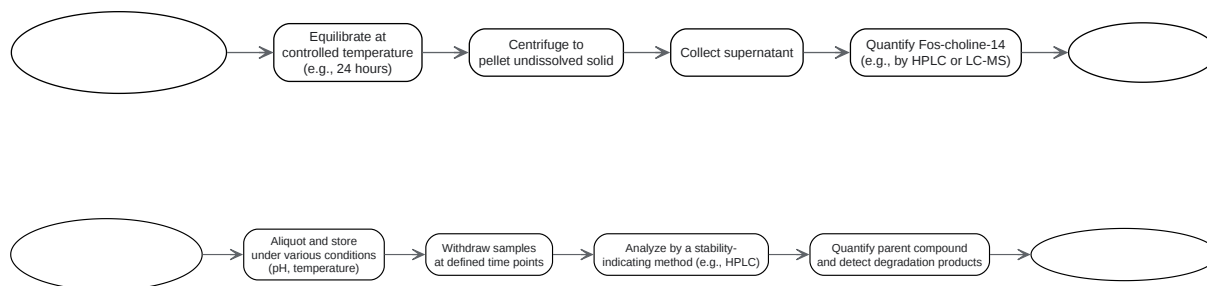 Equilibrate at
controlled temperature
(e.g., 24 hours)
Centrifuge to
pellet undissolved solid
Collect supernatant
Quantify Fos-choline-14
(e.g., by HPLC or LC-MS)
Aliquot and store
under various conditions
(pH, temperature)
Withdraw samples
at defined time points
Analyze by a stability-
indicating method (e.g., HPLC)
Quantify parent compound
and detect degradation products